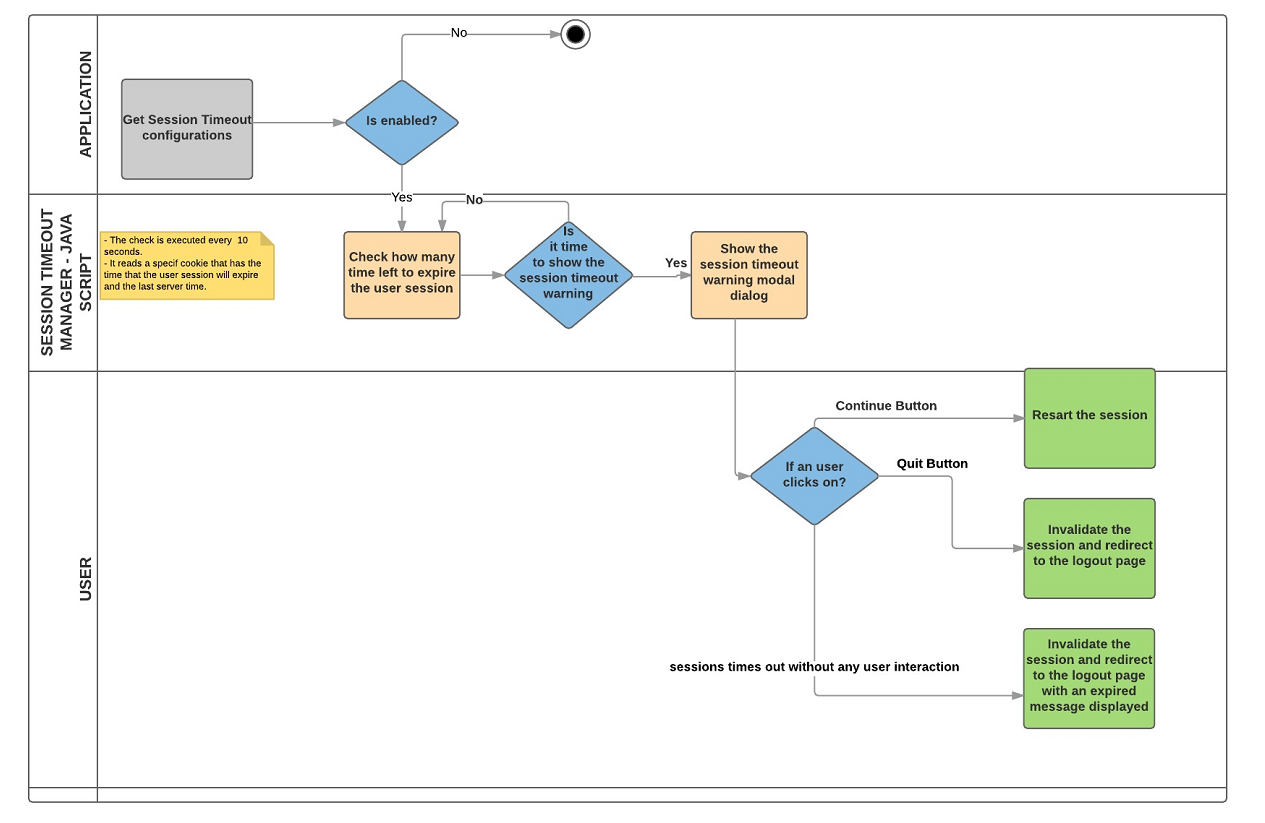 APPLICATION
No
Get Session Timeout
configurations
Is enabled?
Yes
SESSION TIMEOUT
MANAGER - JAVA
SCRIPT
- The check is executed every 10
seconds.
- It reads a specif cookie that has the
time that the user session will expire
and the last server time.
No
Check how many
time left to expire
the user session
Is
it time
to show the
session timeout
warning
Yes
Show the
session timeout
warning modal
dialog
USER
If an user
clicks on?
Continue Button
Resart the session
Quit Button
Invalidate the
session and redirect
to the logout page
sessions times out without any user interaction
Invalidate the
session and redirect
to the logout page
with an expired
message displayed